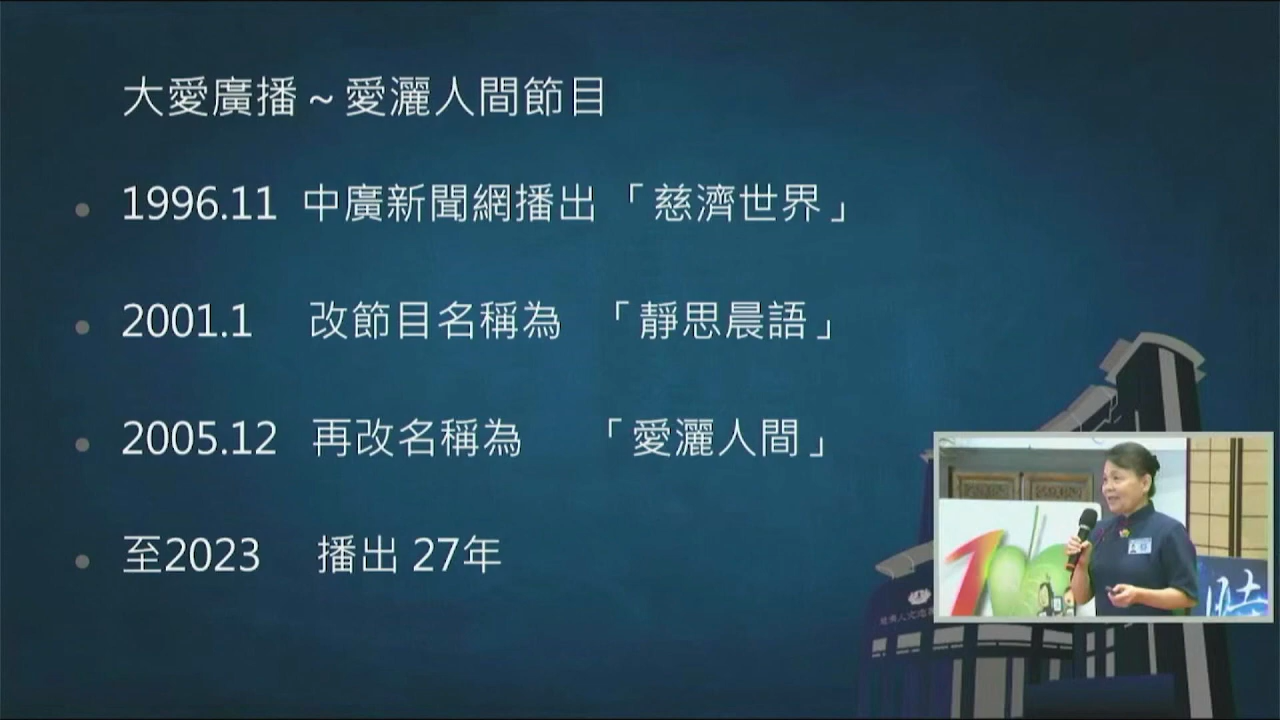 大愛廣播～愛灑人間節目
1996.11 中廣新聞網播出 「慈濟世界」
2001.1 改節目名稱為 「靜思晨語」
2005.12 再改名稱為 「愛灑人間」
至2023 播出 27年